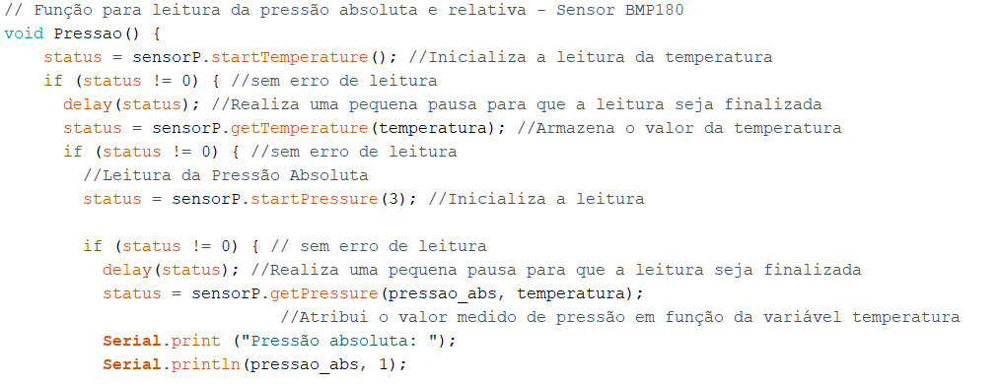 // Função para leitura da pressão absoluta e relativa – Sensor BMP180
void Pressao() {
status = sensorP.startTemperature(); //Inicializa a leitura da temperatura
if (status != 0) { //sem erro de leitura
delay(status); //Realiza uma pequena pausa para que a leitura seja finalizada
status = sensorP.getTemperature(temperatura); //Armazena o valor da temperatura
if (status != 0) { //sem erro de leitura
//Leitura da Pressão Absoluta
status = sensorP.startPressure(3); //Inicializa a leitura
if (status != 0) { // sem erro de leitura
delay(status); //Realiza uma pequena pausa para que a leitura seja finalizada
status = sensorP.getPressure(pressao_abs, temperatura);
//Atribui o valor medido de pressão em função da variável temperatura
Serial.print ("Pressão absoluta: ");
Serial.println(pressao_abs, 1);